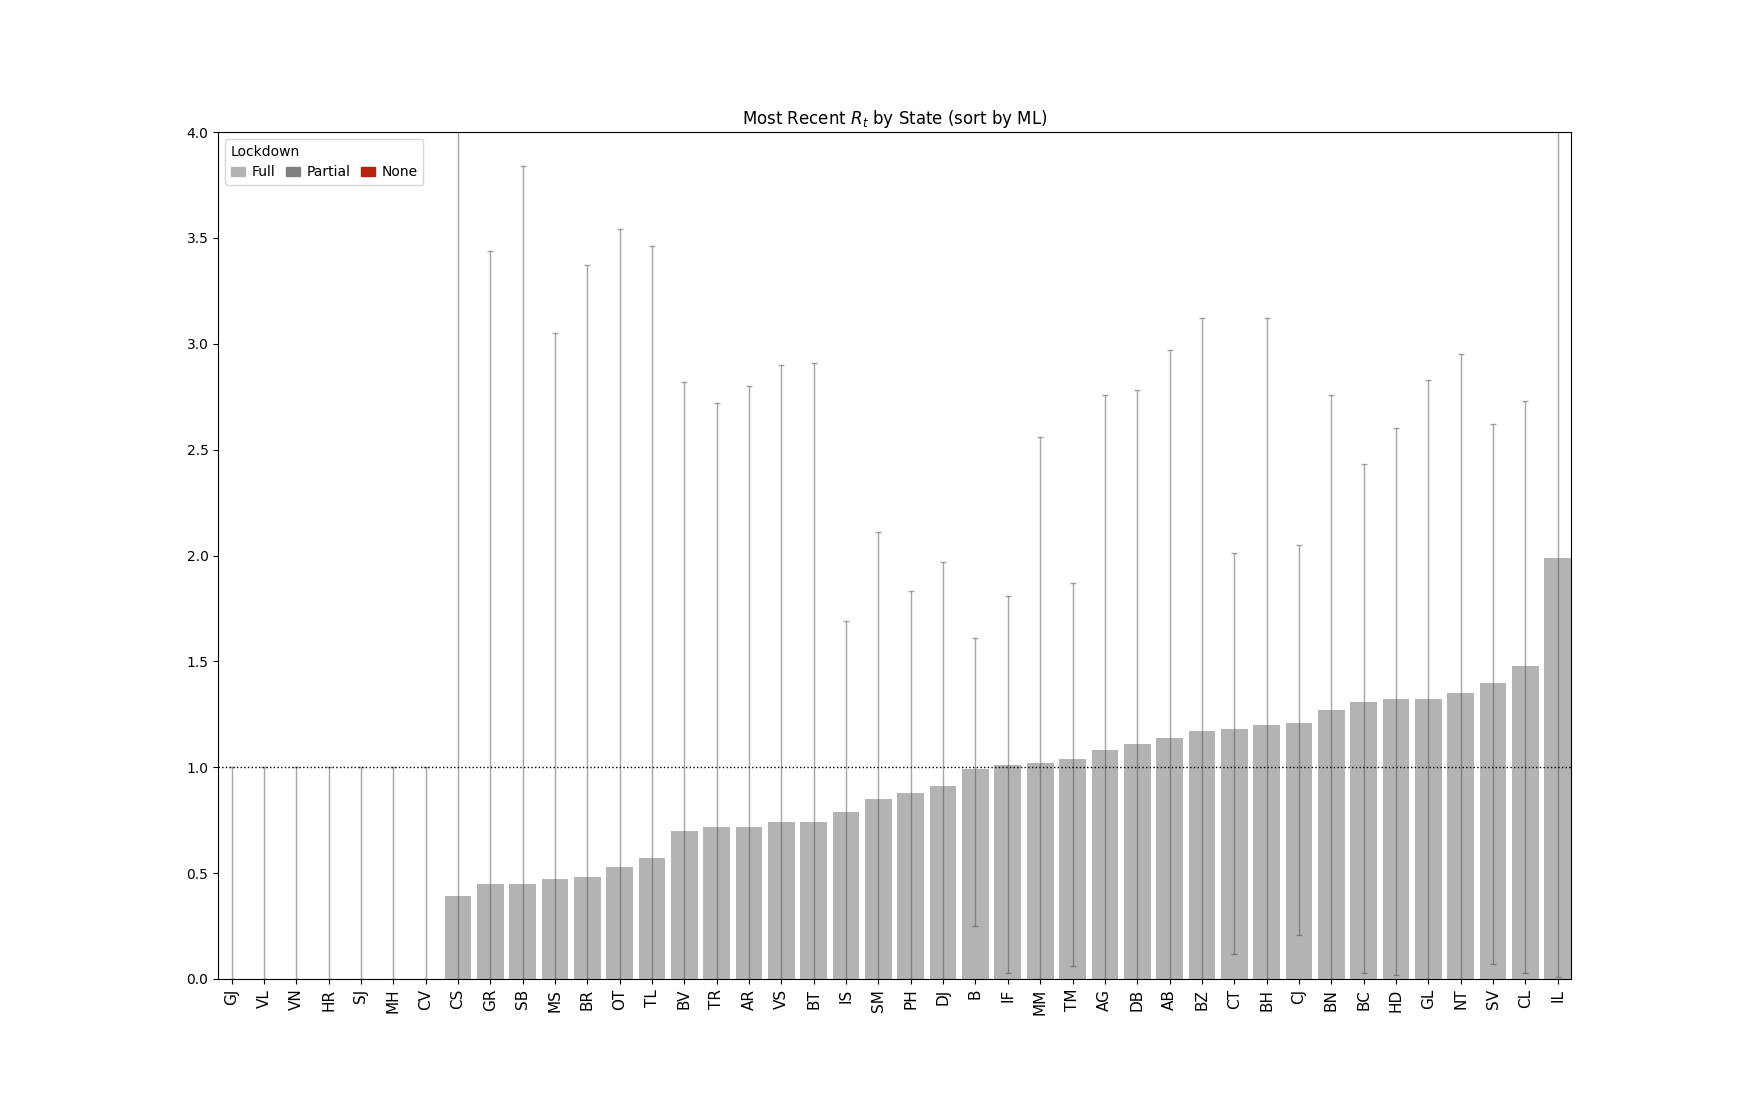 Most Recent Rt by State (sort by ML)
Lockdown
Full Partial None
4.0
3.5
3.0
2.5
2.0
1.5
1.0
0.5
0.0
GJ VL VN HR SJ MH CV CS GR SB MS BR OT TL BV TR AR VS BT IS SM PH DJ B IF MM TM AG DB AB BZ CT BH CJ BN BC HD GL NT SV CL IL